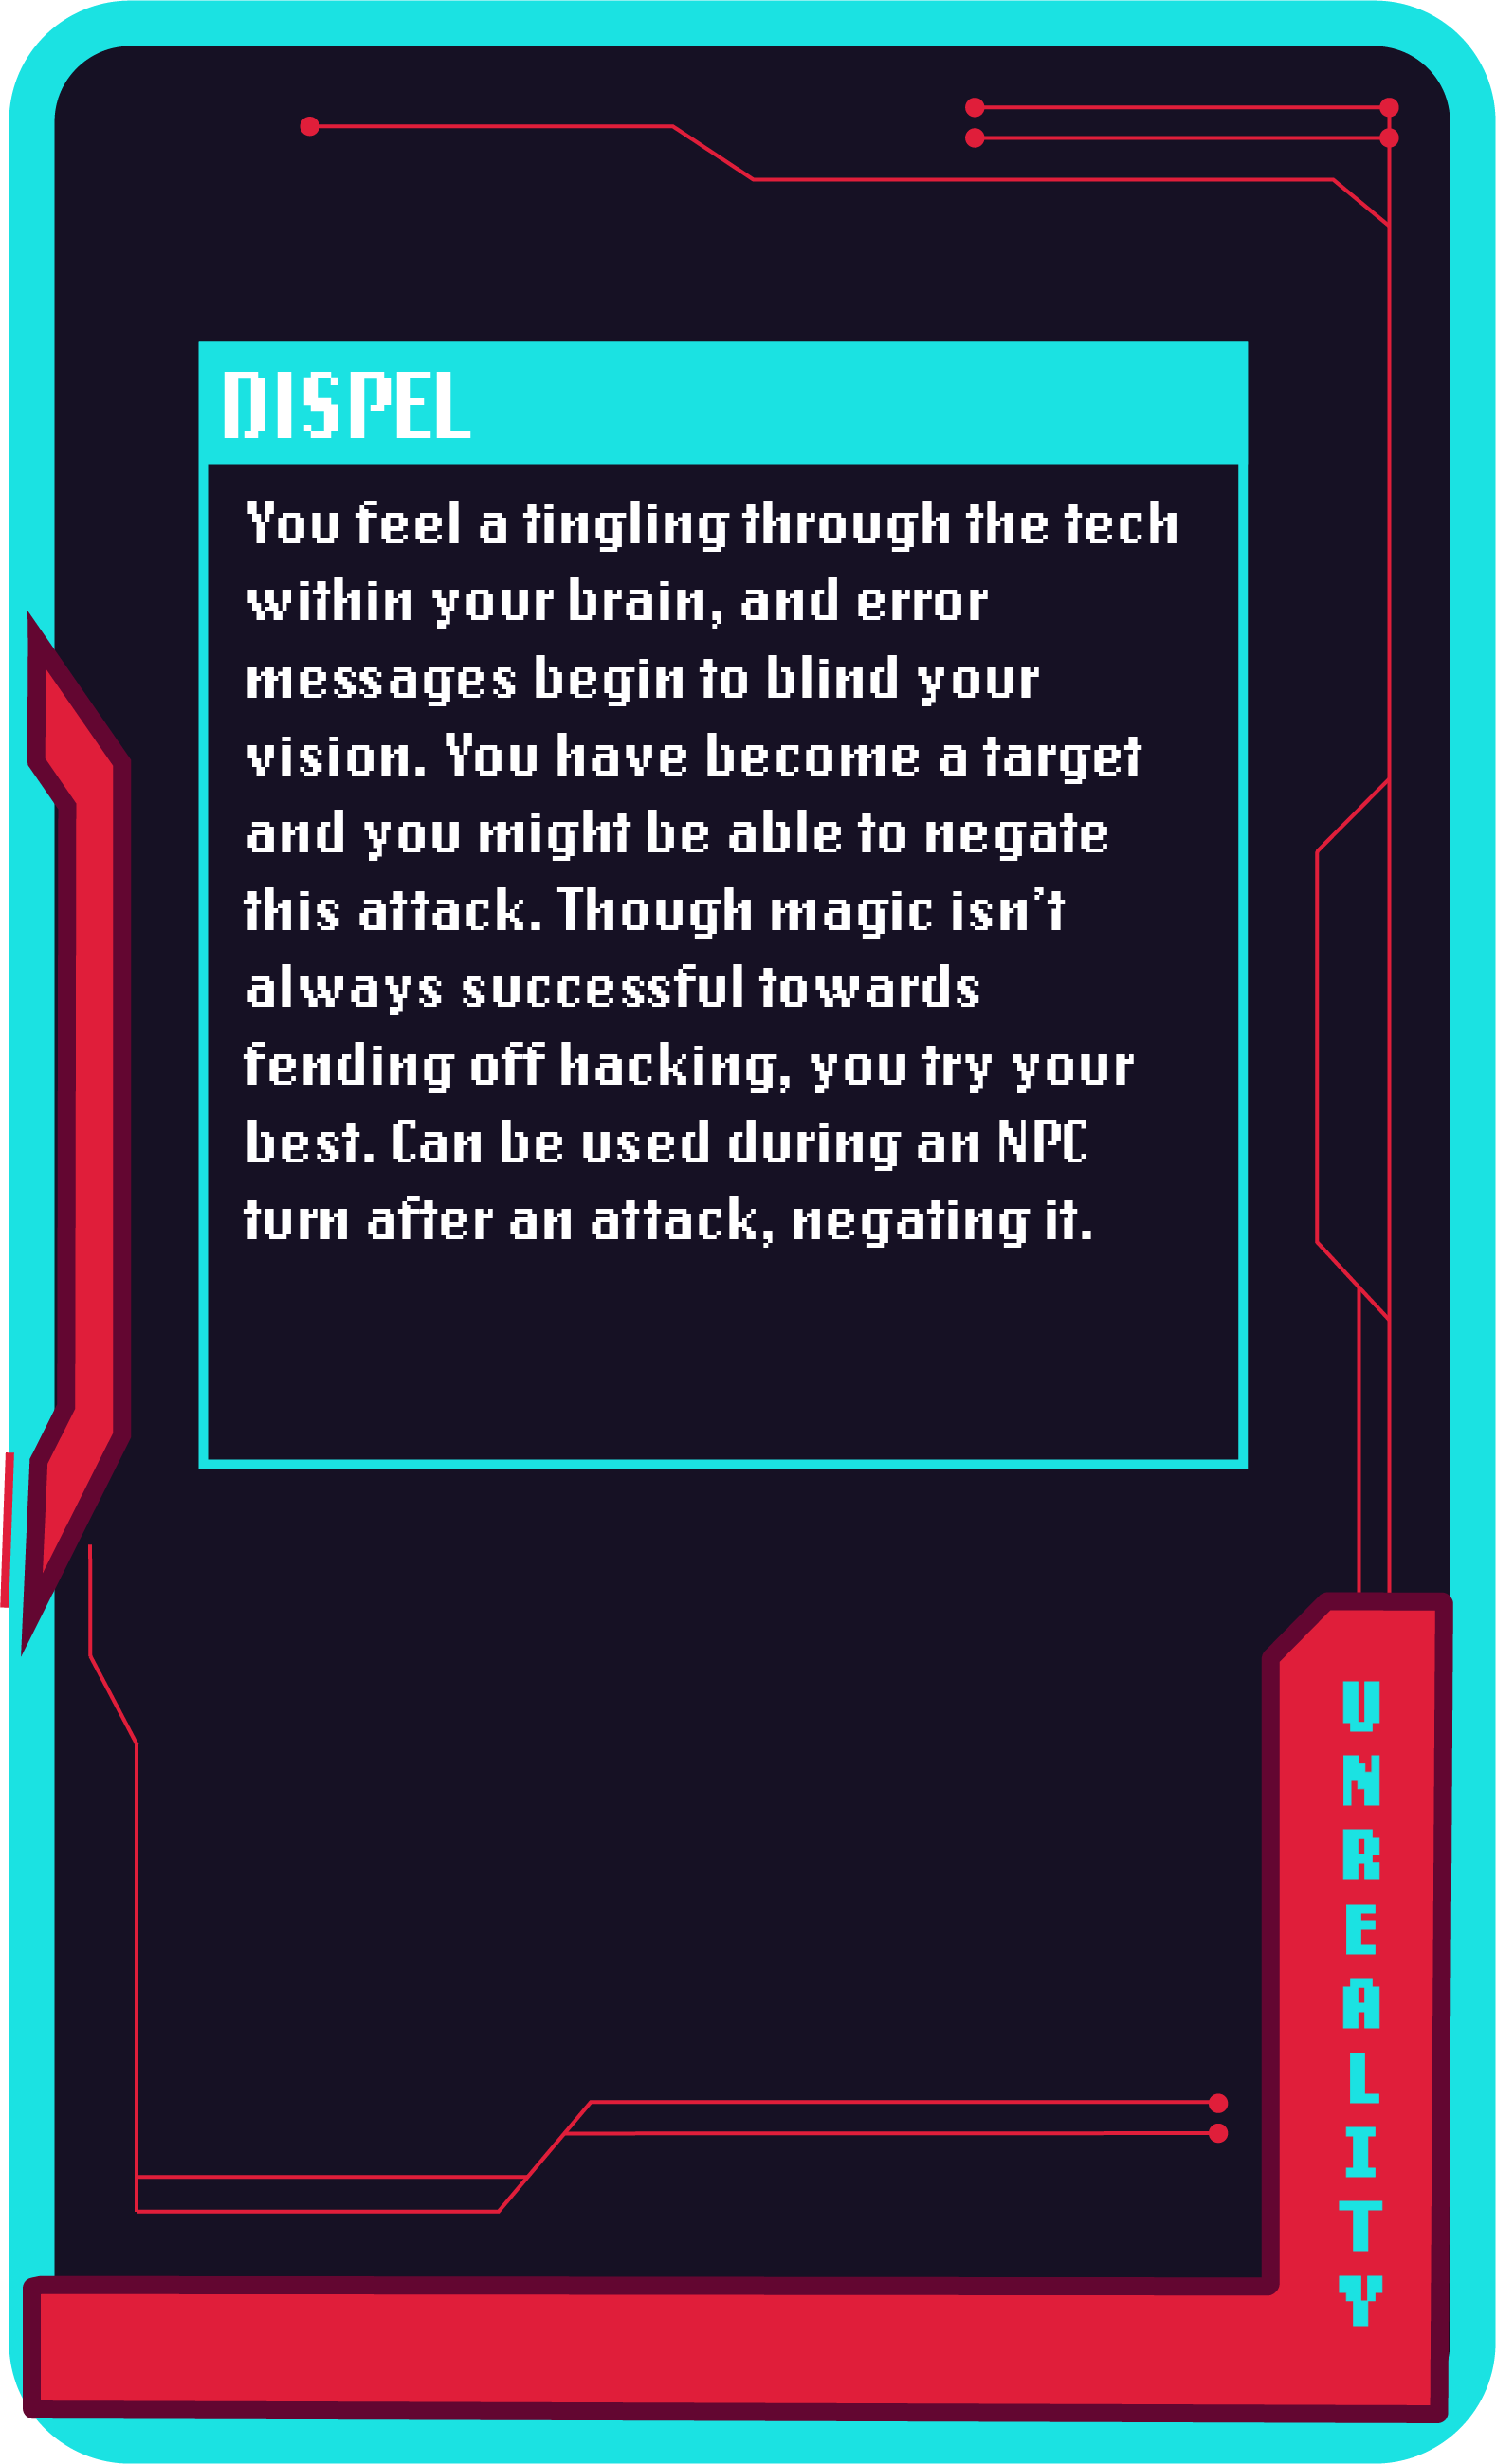 DISPEL
You feel a tingling through the tech
within your brain, and error
messages begin to blind your
vision. You have become a target
and you might be able to negate
this attack. Though magic isn't
always successful towards
fending off hacking, you try your
best. Can be used during an NPC
turn after an attack, negating it.
UNREALITY